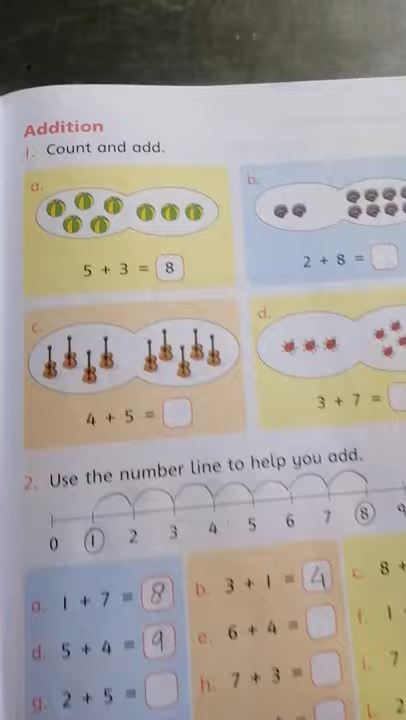 Addition
1. Count and add.
a.
b.
5 + 3 = 8
2 + 8 =
c.
d.
4 + 5 =
3 + 7 =
2. Use the number line to help you add.
0 1 2 3 4 5 6 7 8 9
a. 1 + 7 = 8
b. 3 + 1 = 4
c. 8 +
d. 5 + 4 = 9
e. 6 + 4 =
f. 1
g. 2 + 5 =
h. 7 + 3 =
i. 7
2